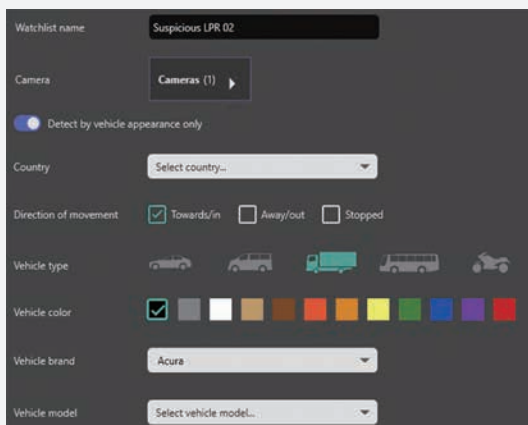 Watchlist name Suspicious LPR 02
Camera Cameras (1)
Detect by vehicle appearance only
Country Select country...
Direction of movement Towards/in Away/out Stopped
Vehicle type
Vehicle color
Vehicle brand Acura
Vehicle model Select vehicle model...